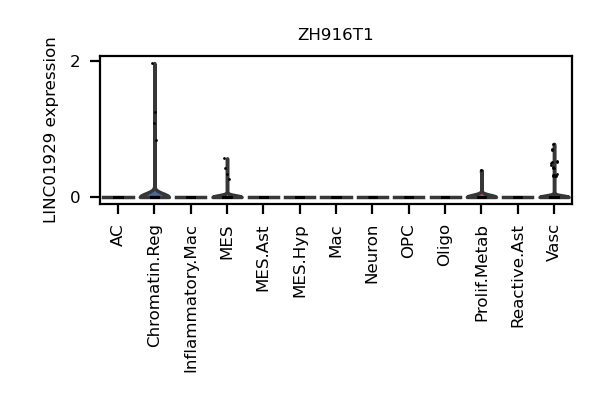 ZH916T1
LINC01929 expression
2
0
AC
Chromatin.Reg
Inflammatory.Mac
MES
MES.Ast
MES.Hyp
Mac
Neuron
OPC
Oligo
Prolif.Metab
Reactive.Ast
Vasc